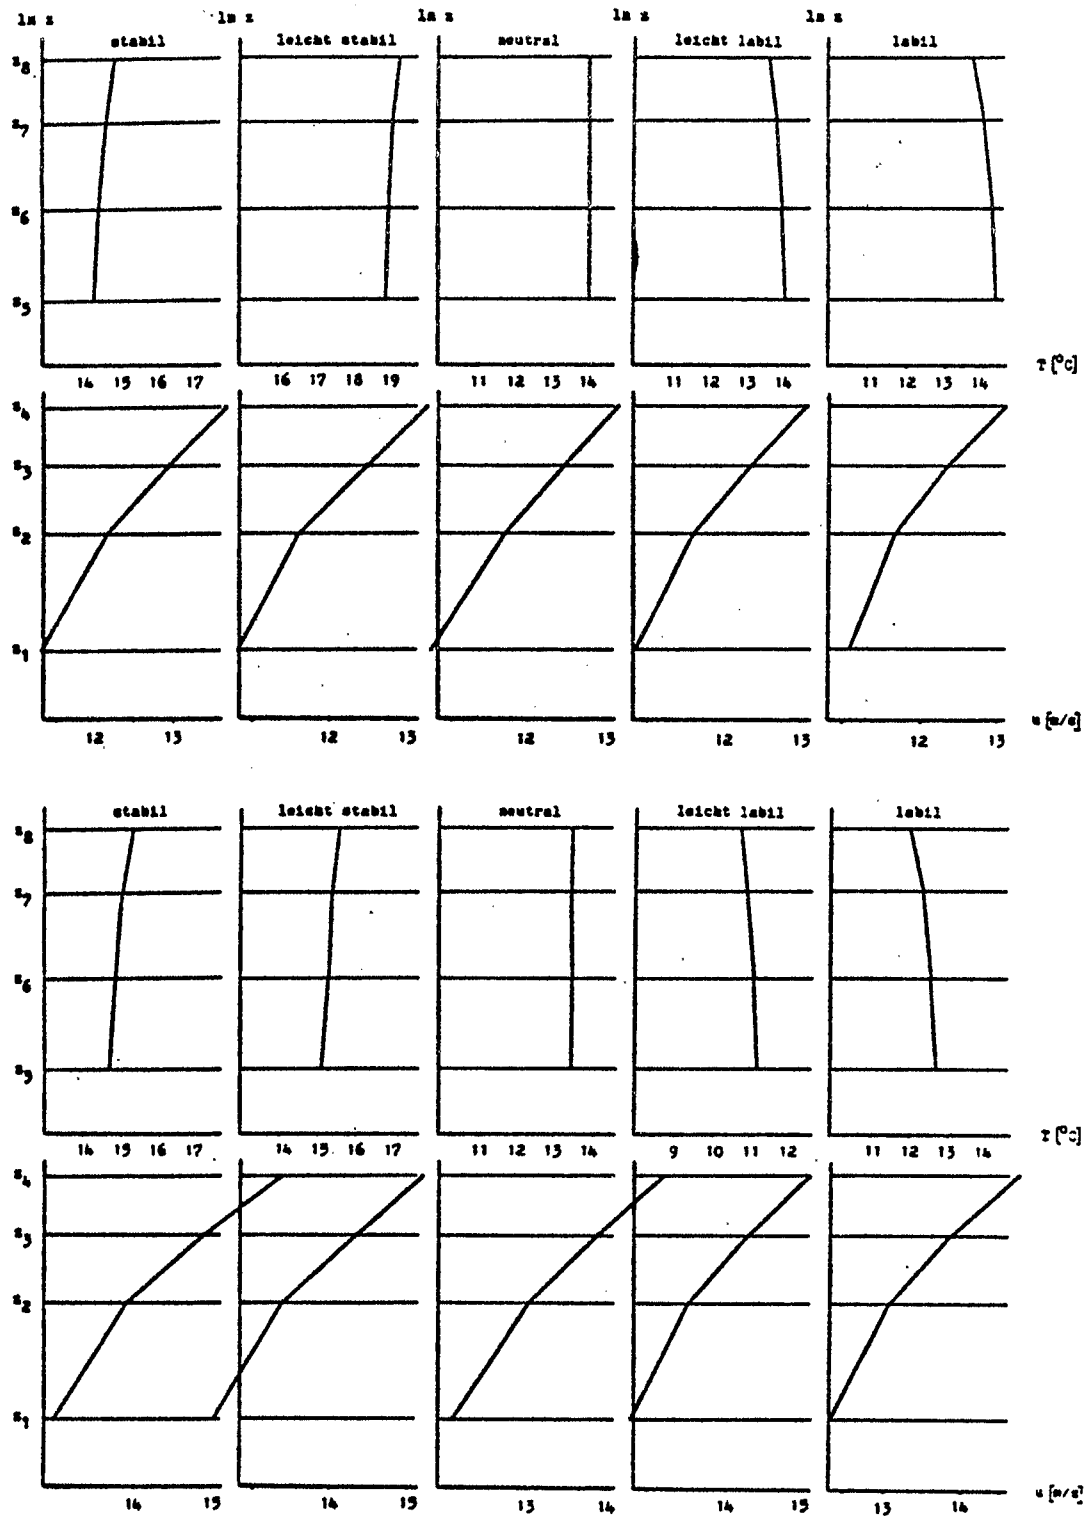 ln z ln z ln z ln z ln z
stabil leicht stabil neutral leicht labil labil
z8
z7
z6
z5
T [°C]
14 15 16 17 16 17 18 19 11 12 13 14 11 12 13 14 11 12 13 14
z4
z3
z2
z1
u [m/s]
12 13 12 13 12 13 12 13 12 13
stabil leicht stabil neutral leicht labil labil
z8
z7
z6
z5
T [°C]
14 15 16 17 14 15 16 17 11 12 13 14 9 10 11 12 11 12 13 14
z4
z3
z2
z1
u [m/s]
14 15 14 15 13 14 14 15 13 14